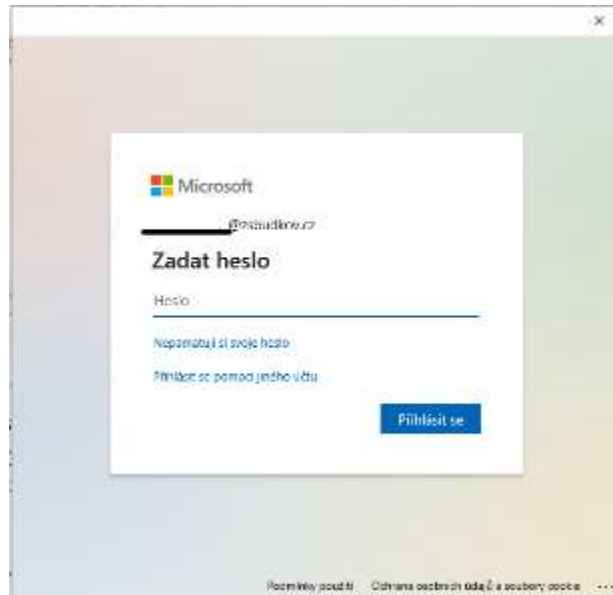 Microsoft
@zsbudkov.cz
Zadat heslo
Heslo
Nepamatuji si svoje heslo
Přihlásit se pomocí jiného účtu
Přihlásit se
Podmínky použití Ochrana osobních údajů a soubory cookie ...